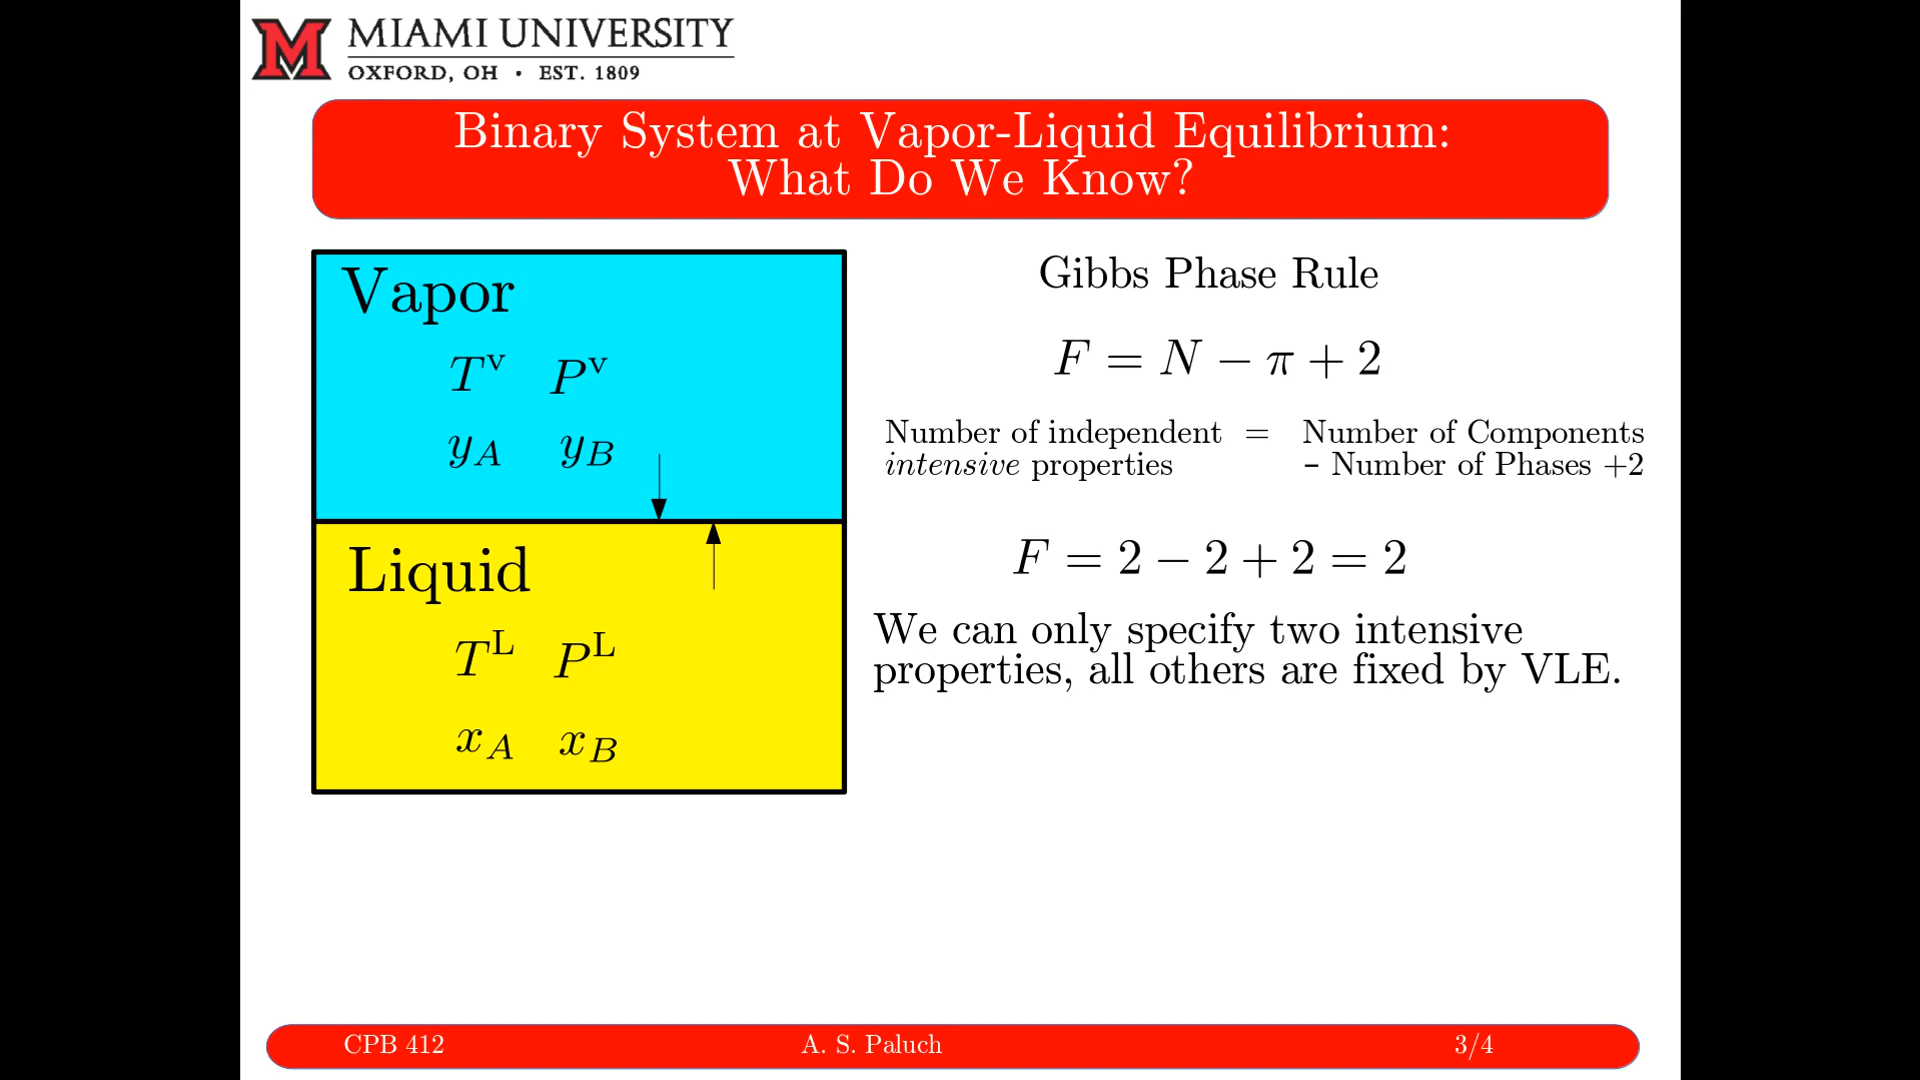 MIAMI UNIVERSITY
OXFORD, OH • EST. 1809
Binary System at Vapor-Liquid Equilibrium:
What Do We Know?
Vapor
T^v P^v
y_A y_B
Liquid
T^L P^L
x_A x_B
Gibbs Phase Rule
F = N − π + 2
Number of independent = Number of Components
intensive properties − Number of Phases +2
F = 2 − 2 + 2 = 2
We can only specify two intensive
properties, all others are fixed by VLE.
CPB 412 A. S. Paluch 3/4